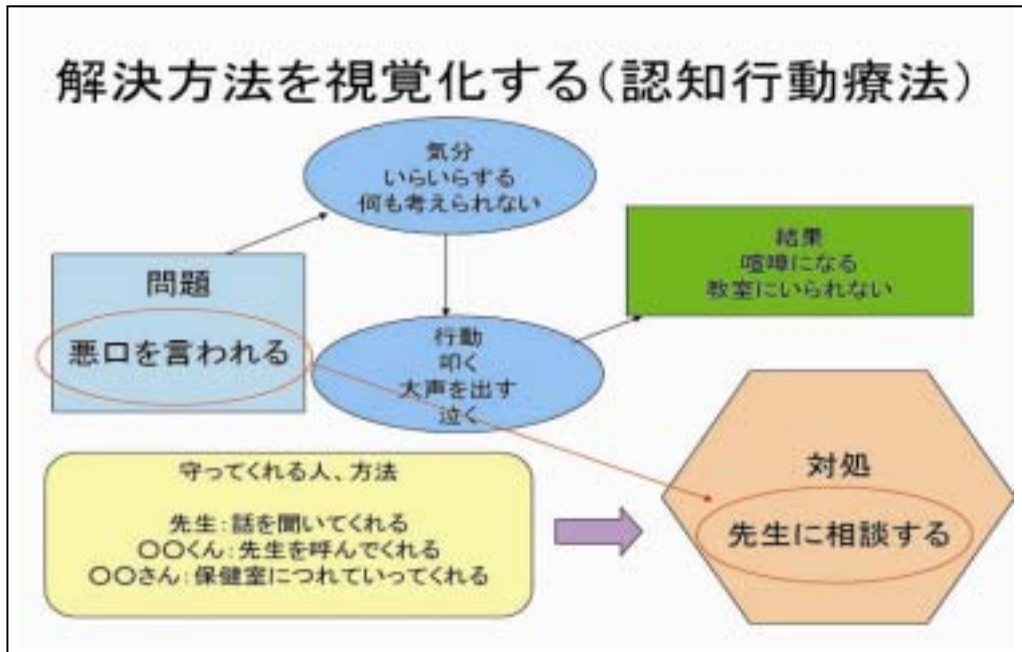 解決方法を視覚化する(認知行動療法)
気分
いらいらする
何も考えられない
問題
悪口を言われる
行動
叩く
大声を出す
泣く
結果
喧嘩になる
教室にいられない
守ってくれる人、方法
先生:話を聞いてくれる
〇〇くん:先生を呼んでくれる
〇〇さん:保健室につれていってくれる
対処
先生に相談する